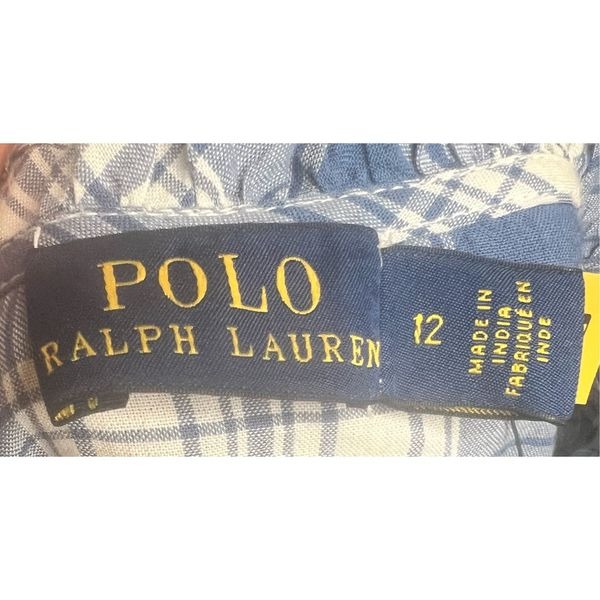 POLO
RALPH LAUREN
12
MADE IN
INDIA
FABRIQUÉ EN
INDE